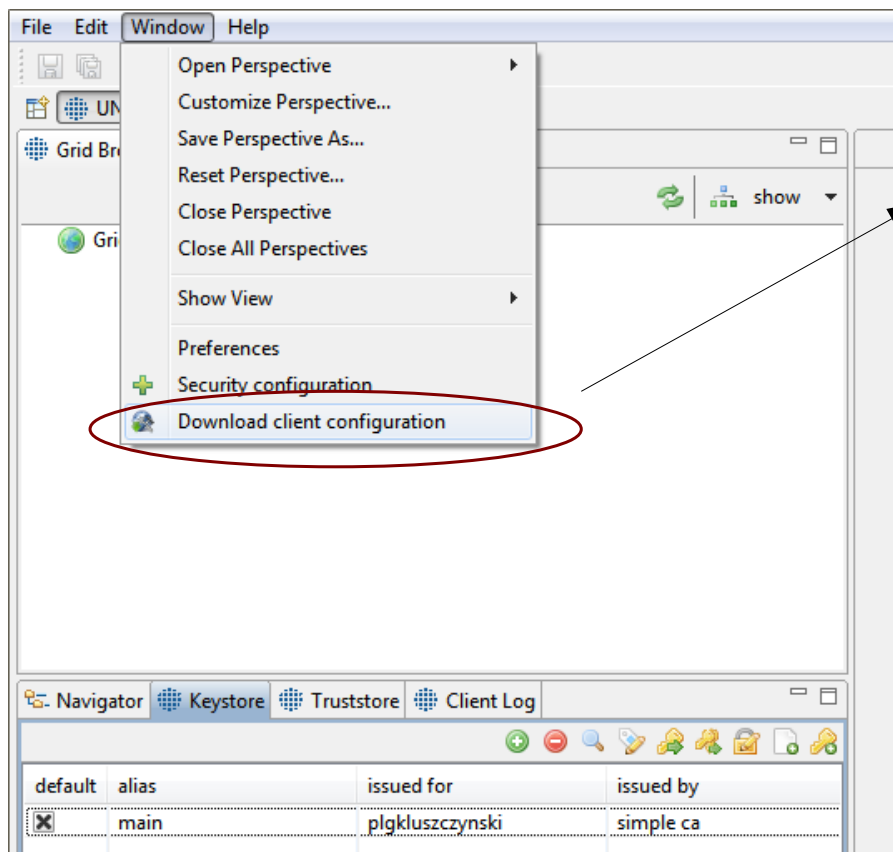 File Edit Window Help
Open Perspective
Customize Perspective...
UN
Save Perspective As...
Grid Br
Reset Perspective...
show
Close Perspective
Gri
Close All Perspectives
Show View
Preferences
Security configuration
Download client configuration
Navigator Keystore Truststore Client Log
default alias issued for issued by
main plgkluszczynski simple ca